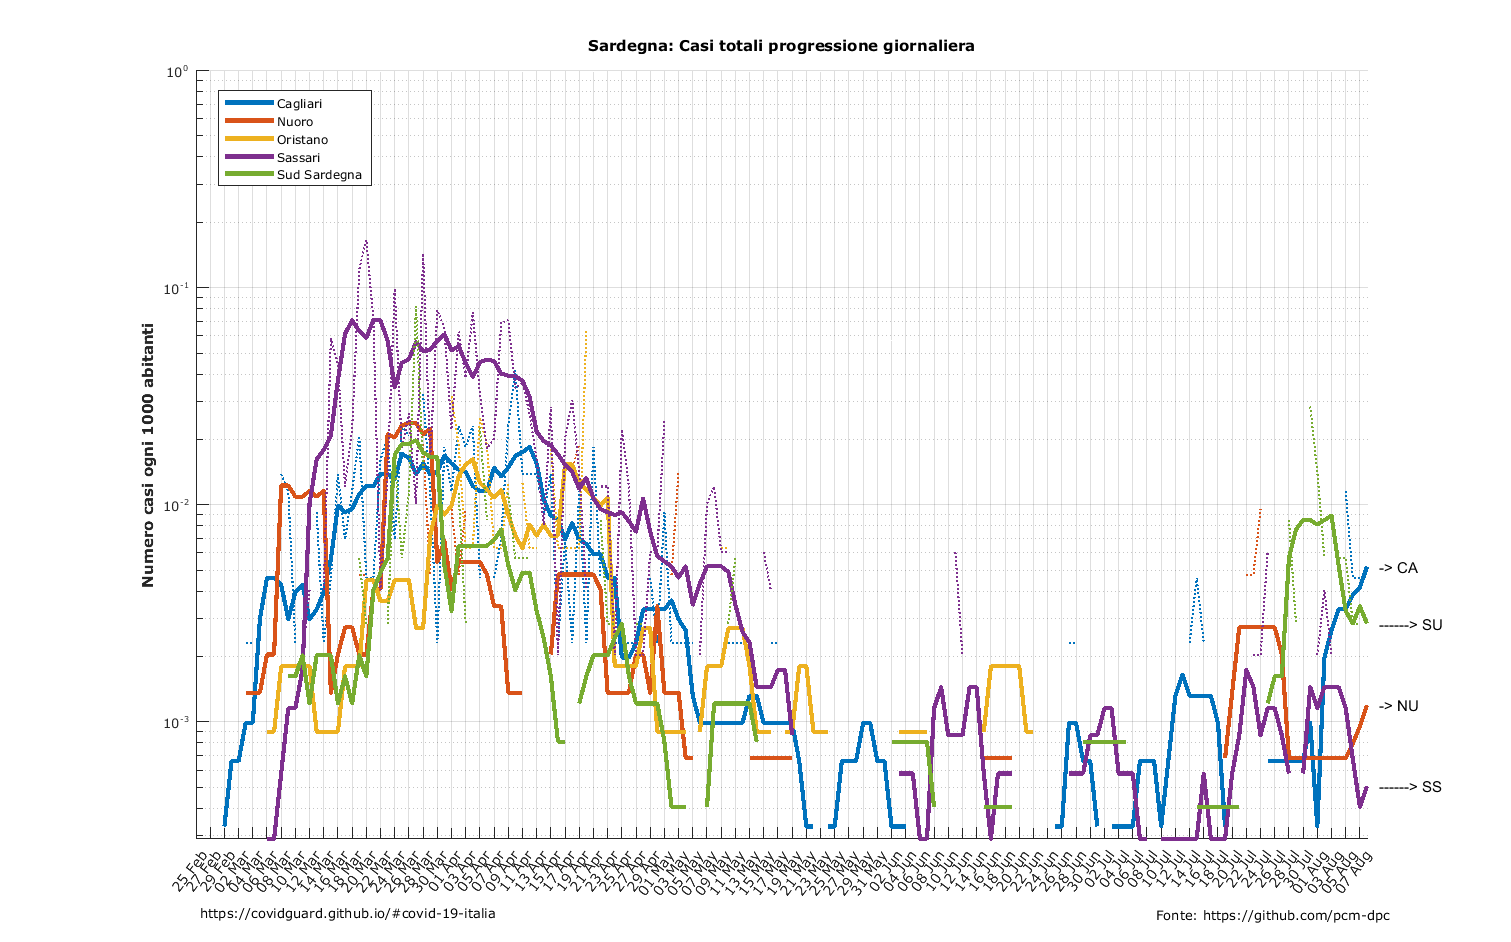 Sardegna: Casi totali progressione giornaliera
10⁰
Cagliari
Nuoro
Oristano
Sassari
Sud Sardegna
10⁻¹
10⁻²
10⁻³
Numero casi ogni 1000 abitanti
-> CA
------> SU
-> NU
------> SS
25 Feb
27 Feb
29 Feb
02 Mar
04 Mar
06 Mar
08 Mar
10 Mar
12 Mar
14 Mar
16 Mar
18 Mar
20 Mar
22 Mar
24 Mar
26 Mar
28 Mar
30 Mar
01 Apr
03 Apr
05 Apr
07 Apr
09 Apr
11 Apr
13 Apr
15 Apr
17 Apr
19 Apr
21 Apr
23 Apr
25 Apr
27 Apr
29 Apr
01 May
03 May
05 May
07 May
09 May
11 May
13 May
15 May
17 May
19 May
21 May
23 May
25 May
27 May
29 May
31 May
02 Jun
04 Jun
06 Jun
08 Jun
10 Jun
12 Jun
14 Jun
16 Jun
18 Jun
20 Jun
22 Jun
24 Jun
26 Jun
28 Jun
30 Jun
02 Jul
04 Jul
06 Jul
08 Jul
10 Jul
12 Jul
14 Jul
16 Jul
18 Jul
20 Jul
22 Jul
24 Jul
26 Jul
28 Jul
30 Jul
01 Aug
03 Aug
05 Aug
07 Aug
https://covidguard.github.io/#covid-19-italia
Fonte: https://github.com/pcm-dpc